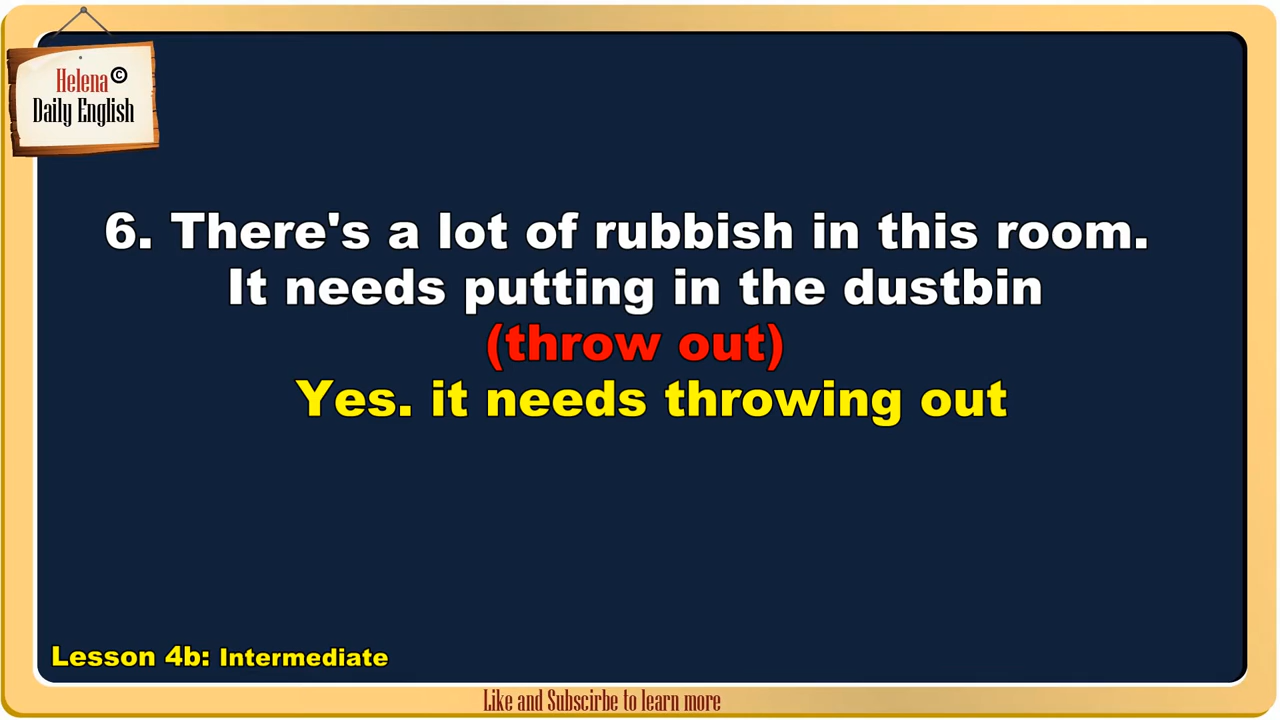 Helena ©
Daily English
6. There's a lot of rubbish in this room.
It needs putting in the dustbin
(throw out)
Yes. it needs throwing out
Lesson 4b: Intermediate
Like and Subscirbe to learn more